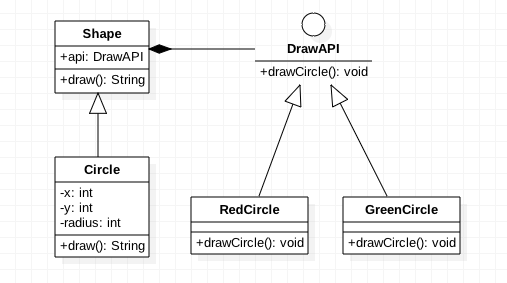 Shape
+api: DrawAPI
+draw(): String
DrawAPI
+drawCircle(): void
Circle
-x: int
-y: int
-radius: int
+draw(): String
RedCircle
+drawCircle(): void
GreenCircle
+drawCircle(): void